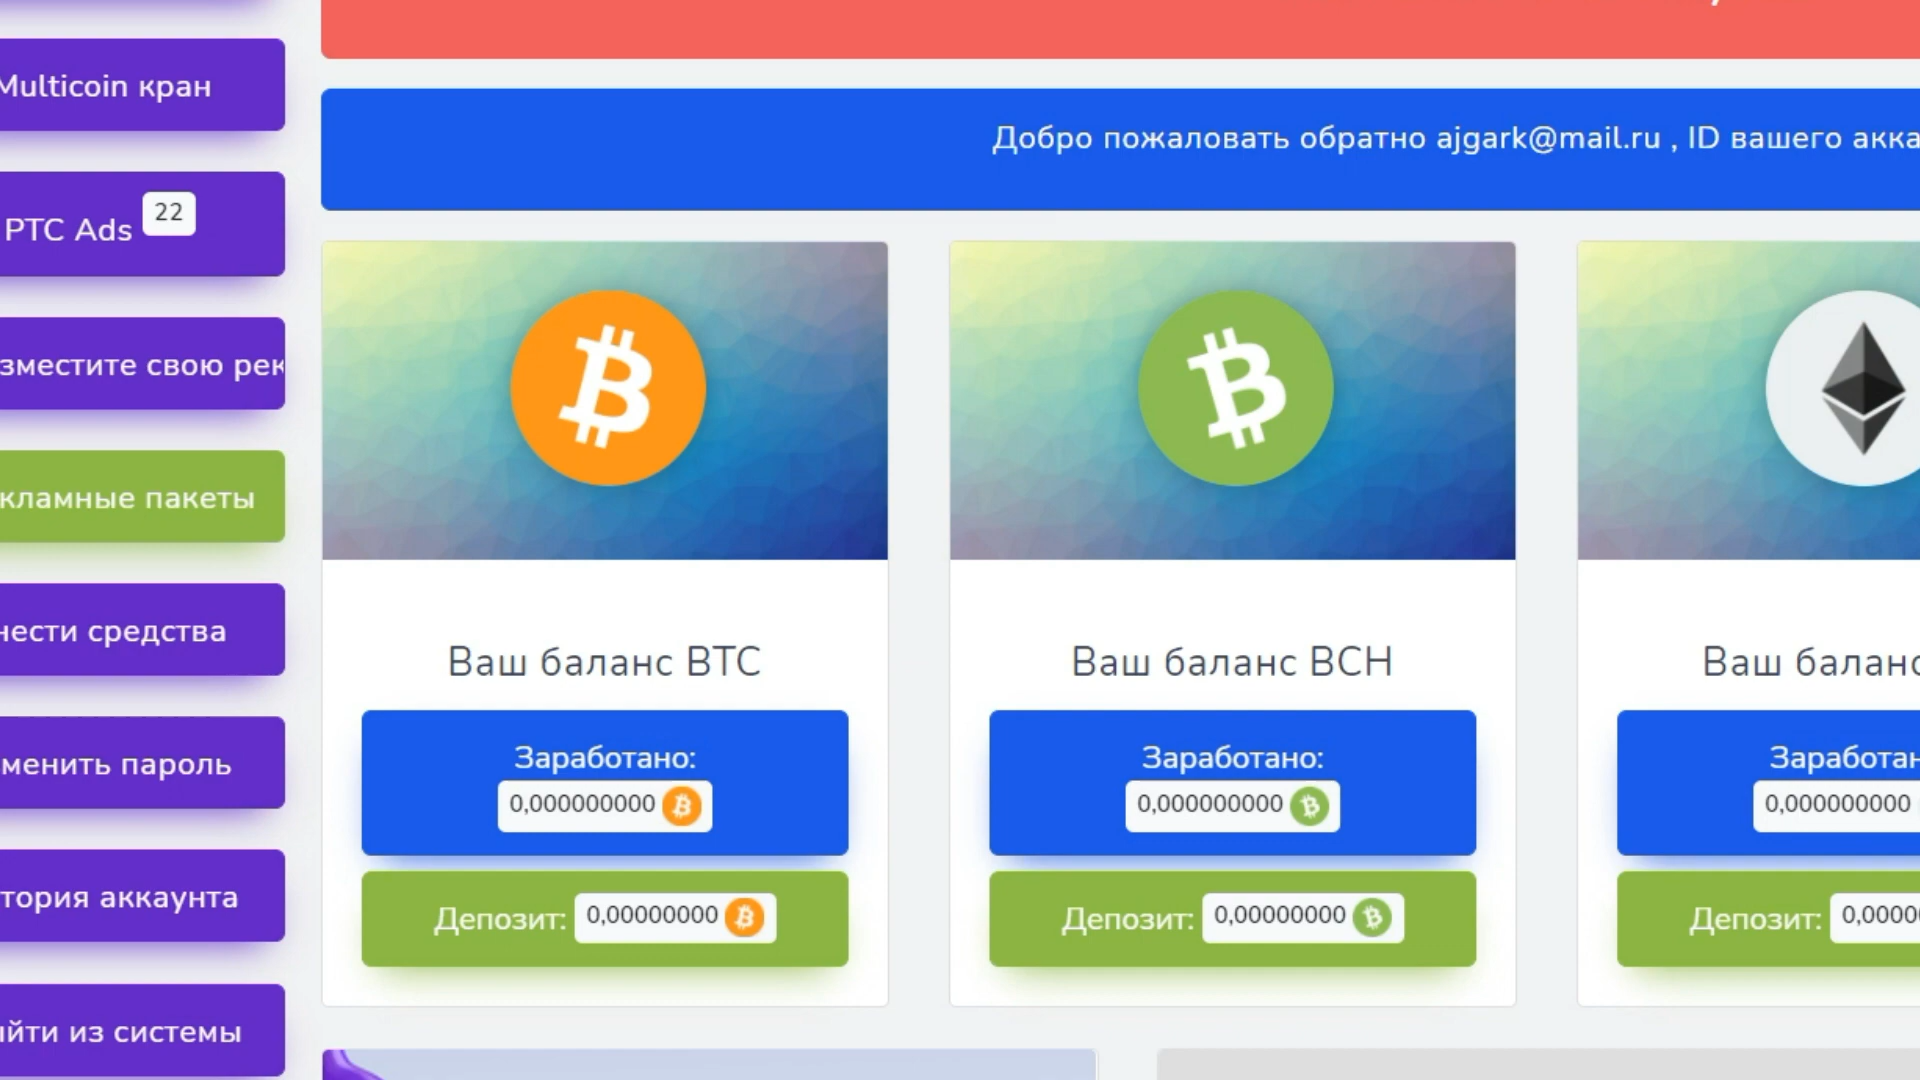 Multicoin кран
PTC Ads 22
зместите свою рек
кламные пакеты
нести средства
менить пароль
тория аккаунта
йти из системы
Добро пожаловать обратно ajgark@mail.ru , ID вашего акка
Ваш баланс BTC
Заработано:
0,000000000
Депозит: 0,00000000
Ваш баланс BCH
Заработано:
0,000000000
Депозит: 0,00000000
Ваш баланс
Заработан
0,000000000
Депозит: 0,0000